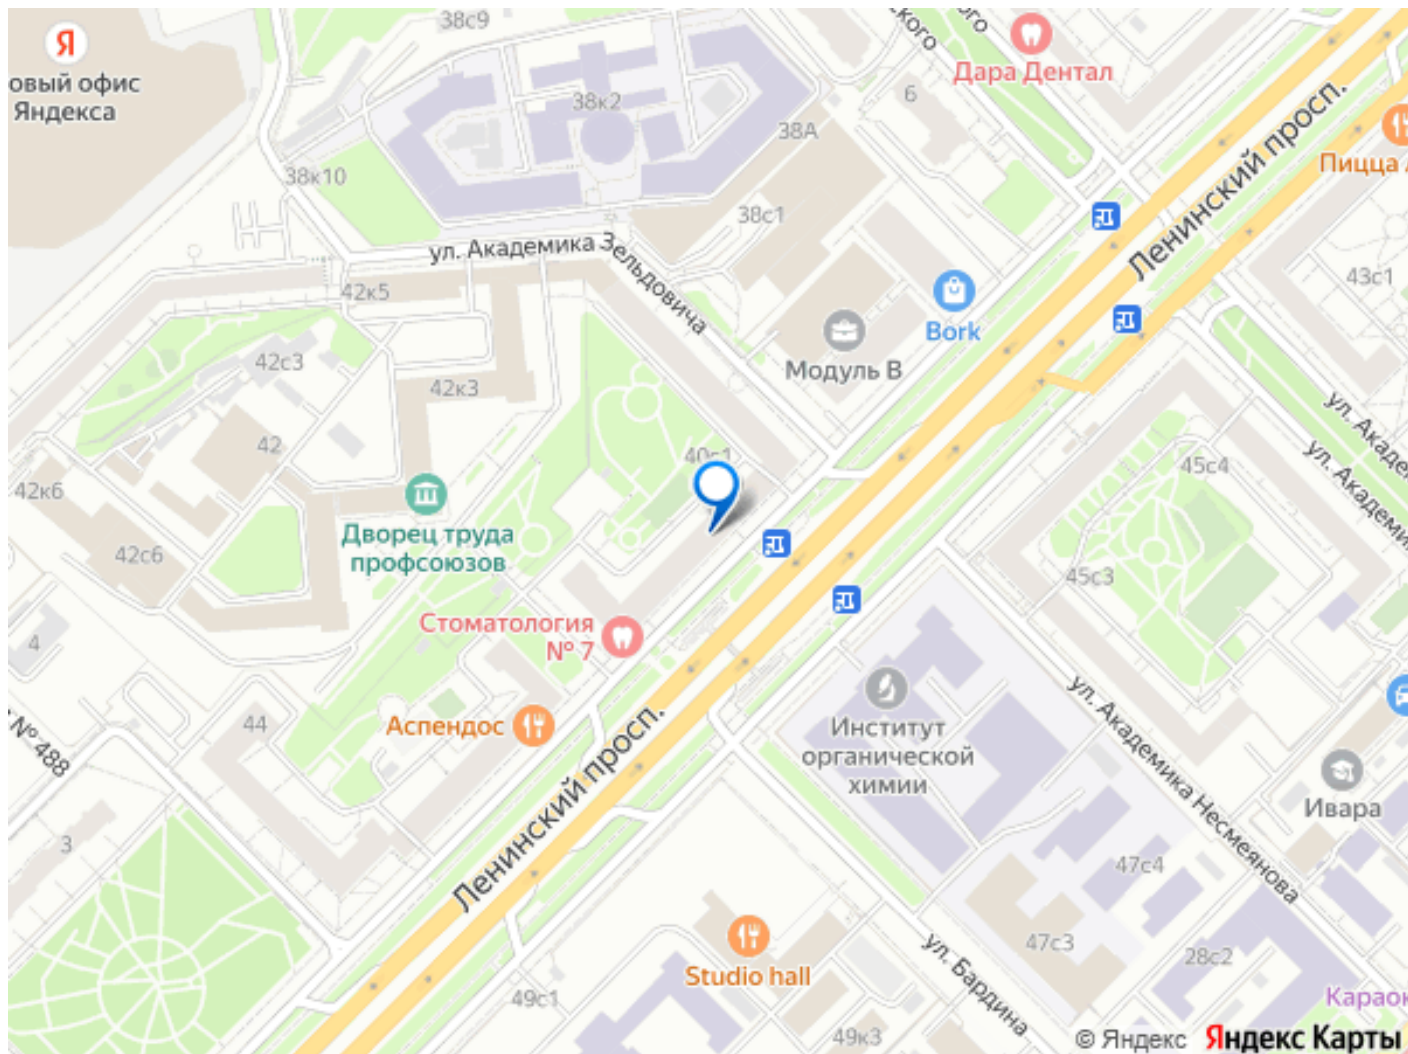 38с9
Я
овый офис
Яндекса
Дара Дентал
6
38к2
38А
Ленинский просп.
Пицца
38к10
38с1
ул. Академика Зельдовича
42к5
Bork
43с1
Модуль В
42с3
42к3
42
40с1
45с4
42к6
Дворец труда
профсоюзов
42с6
45с3
Стоматология
№ 7
4
№ 488
44
Аспендос
Институт
органической
химии
ул. Академика Несмеянова
Ивара
3
Ленинский просп.
47с4
47с3
28с2
Studio hall
ул. Бардина
49с1
49к3
Караок
© Яндекс Яндекс Карты